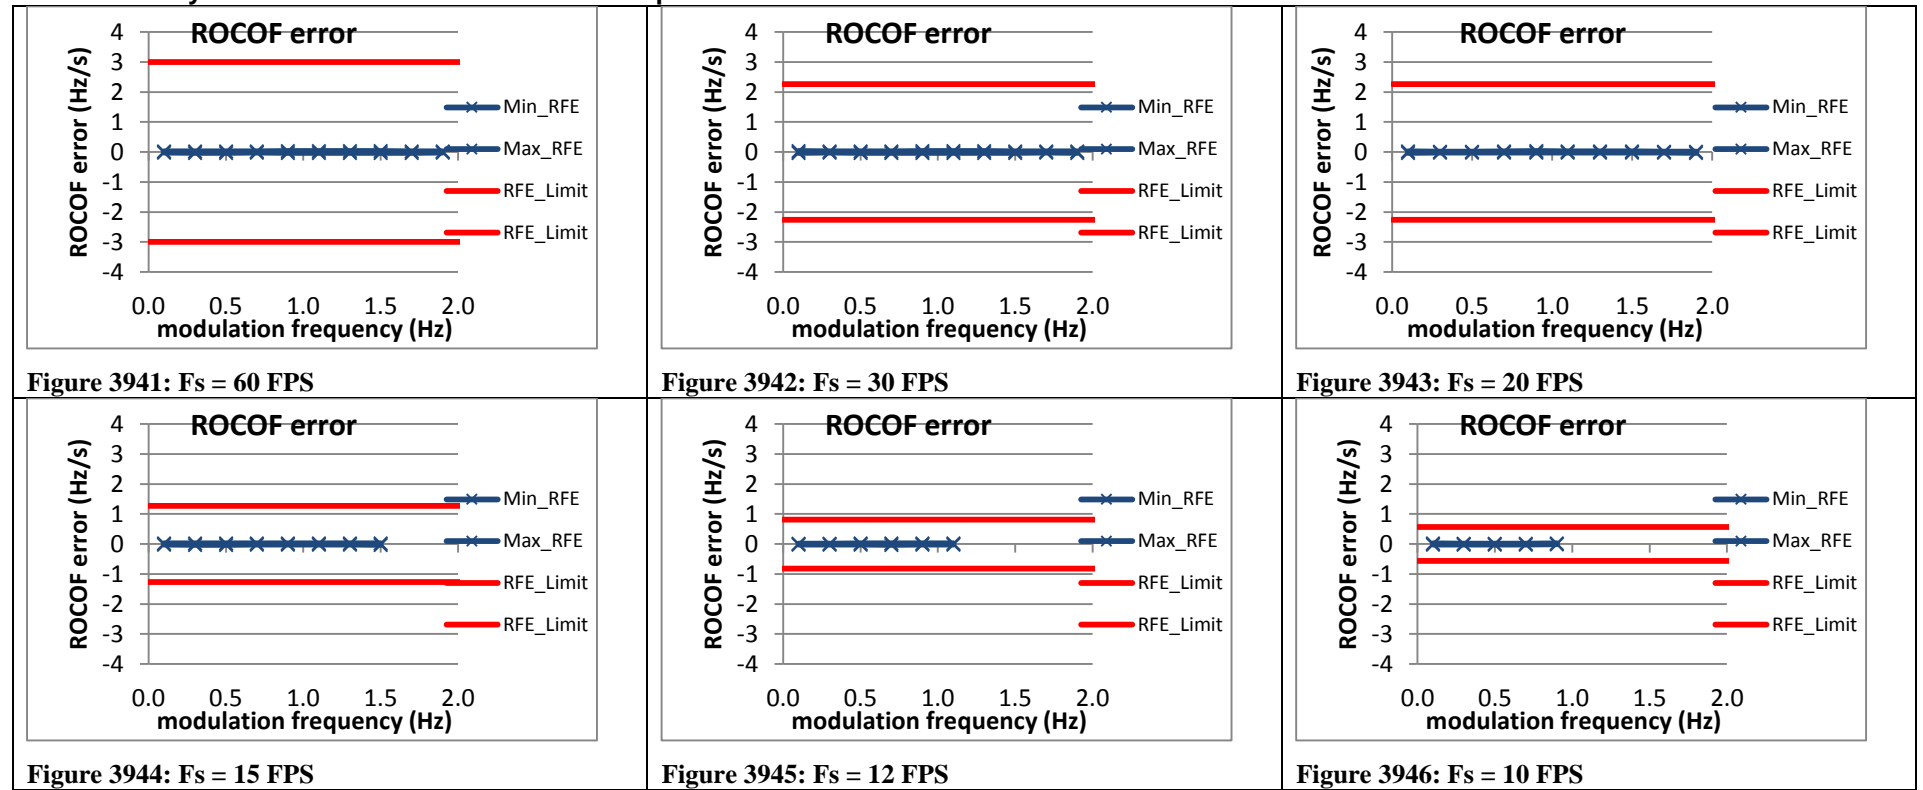 ROCOF error
ROCOF error (Hz/s)
4
3
2
1
0
-1
-2
-3
-4
0.0 0.5 1.0 1.5 2.0
modulation frequency (Hz)
Min_RFE
Max_RFE
RFE_Limit
RFE_Limit
Figure 3941: Fs = 60 FPS
ROCOF error
ROCOF error (Hz/s)
4
3
2
1
0
-1
-2
-3
-4
0.0 0.5 1.0 1.5 2.0
modulation frequency (Hz)
Min_RFE
Max_RFE
RFE_Limit
RFE_Limit
Figure 3942: Fs = 30 FPS
ROCOF error
ROCOF error (Hz/s)
4
3
2
1
0
-1
-2
-3
-4
0.0 0.5 1.0 1.5 2.0
modulation frequency (Hz)
Min_RFE
Max_RFE
RFE_Limit
RFE_Limit
Figure 3943: Fs = 20 FPS
ROCOF error
ROCOF error (Hz/s)
4
3
2
1
0
-1
-2
-3
-4
0.0 0.5 1.0 1.5 2.0
modulation frequency (Hz)
Min_RFE
Max_RFE
RFE_Limit
RFE_Limit
Figure 3944: Fs = 15 FPS
ROCOF error
ROCOF error (Hz/s)
4
3
2
1
0
-1
-2
-3
-4
0.0 0.5 1.0 1.5 2.0
modulation frequency (Hz)
Min_RFE
Max_RFE
RFE_Limit
RFE_Limit
Figure 3945: Fs = 12 FPS
ROCOF error
ROCOF error (Hz/s)
4
3
2
1
0
-1
-2
-3
-4
0.0 0.5 1.0 1.5 2.0
modulation frequency (Hz)
Min_RFE
Max_RFE
RFE_Limit
RFE_Limit
Figure 3946: Fs = 10 FPS